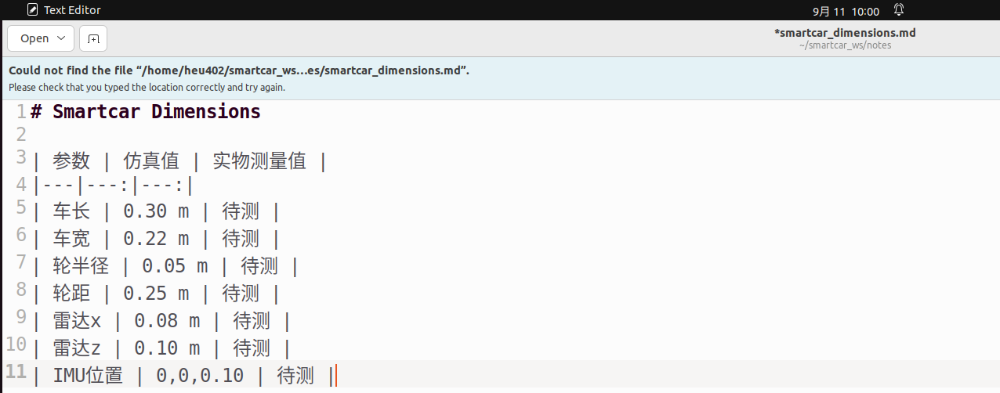 Text Editor
9月 11 10:00
Open
*smartcar_dimensions.md
~/smartcar_ws/notes
Could not find the file “/home/heu402/smartcar_ws…es/smartcar_dimensions.md”.
Please check that you typed the location correctly and try again.
1 # Smartcar Dimensions
2
3 | 参数 | 仿真值 | 实物测量值 |
4 |---|---:|---:|
5 | 车长 | 0.30 m | 待测 |
6 | 车宽 | 0.22 m | 待测 |
7 | 轮半径 | 0.05 m | 待测 |
8 | 轮距 | 0.25 m | 待测 |
9 | 雷达x | 0.08 m | 待测 |
10 | 雷达z | 0.10 m | 待测 |
11 | IMU位置 | 0,0,0.10 | 待测 |